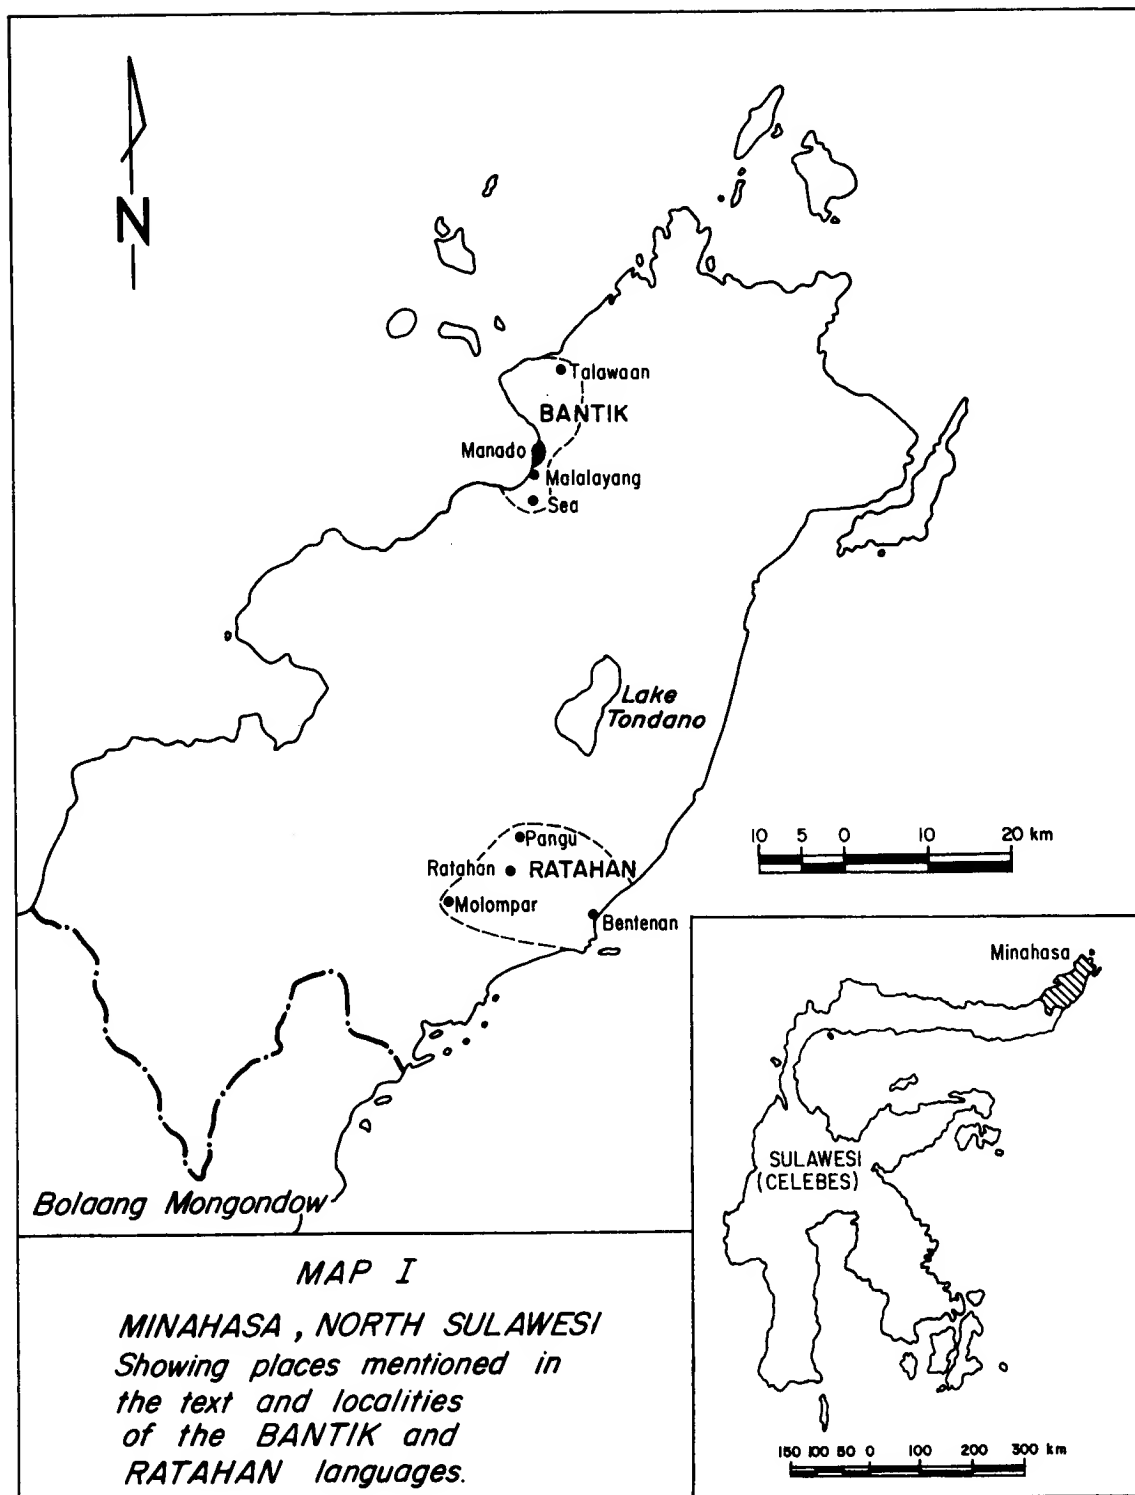 N
Talawaan
BANTIK
Manado
Malalayang
Sea
Lake
Tondano
10 5 0 10 20 km
Pangu
Ratahan
RATAHAN
Molompar
Bentenan
Bolaang Mongondow
Minahasa
SULAWESI
(CELEBES)
150 100 50 0 100 200 300 km
MAP I
MINAHASA, NORTH SULAWESI
Showing places mentioned in
the text and localities
of the BANTIK and
RATAHAN languages.